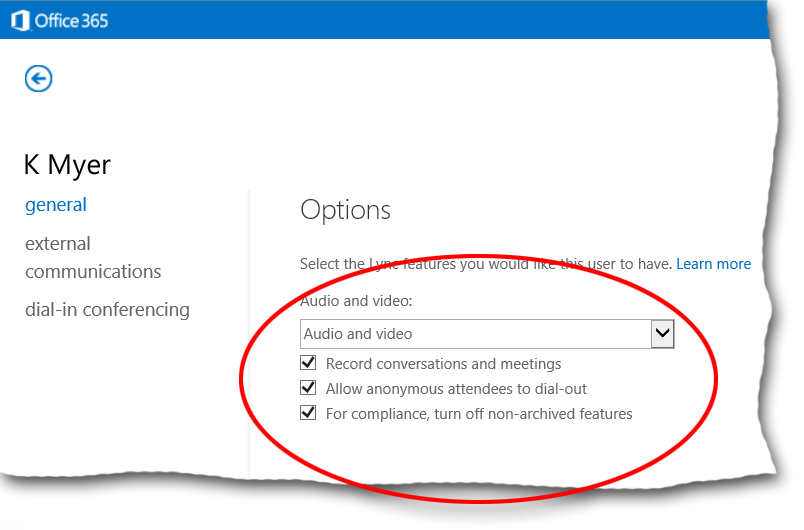 Office 365
K Myer
general
external
communications
dial-in conferencing
Options
Select the Lync features you would like this user to have. Learn more
Audio and video:
Audio and video
Record conversations and meetings
Allow anonymous attendees to dial-out
For compliance, turn off non-archived features